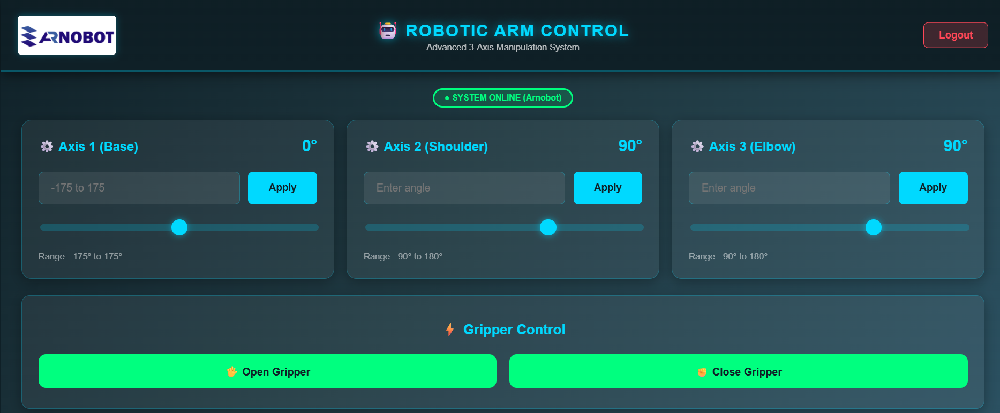 ARNOBOT
ROBOTIC ARM CONTROL
Advanced 3-Axis Manipulation System
Logout
● SYSTEM ONLINE (Arnobot)
Axis 1 (Base) 0°
-175 to 175 Apply
Range: -175° to 175°
Axis 2 (Shoulder) 90°
Enter angle Apply
Range: -90° to 180°
Axis 3 (Elbow) 90°
Enter angle Apply
Range: -90° to 180°
Gripper Control
Open Gripper
Close Gripper